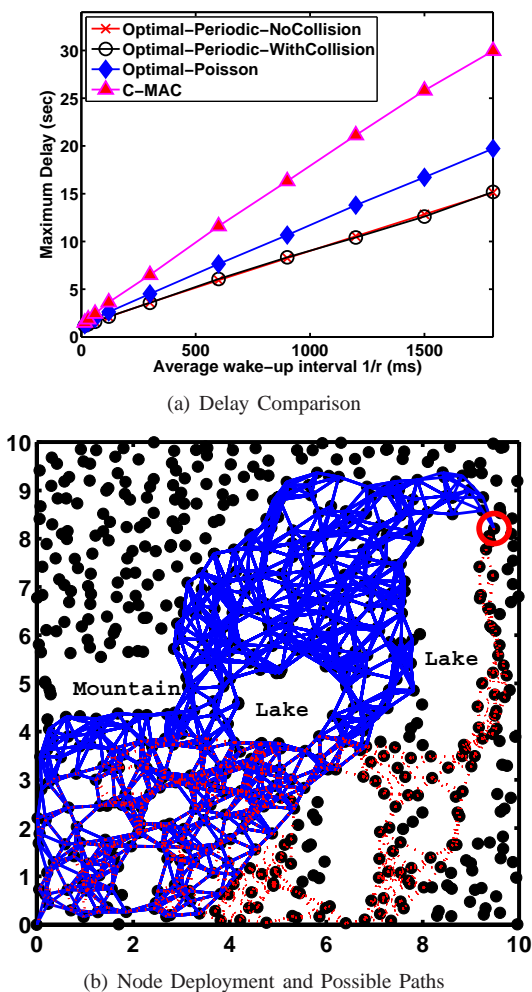 30
25
20
15
10
5
0
Maximum Delay (sec)
Optimal-Periodic-NoCollision
Optimal-Periodic-WithCollision
Optimal-Poisson
C-MAC
0 500 1000 1500
Average wake-up interval 1/r (ms)
(a) Delay Comparison
10
9
8
7
6
5
4
3
2
1
0
Mountain
Lake
Lake
0 2 4 6 8 10
(b) Node Deployment and Possible Paths